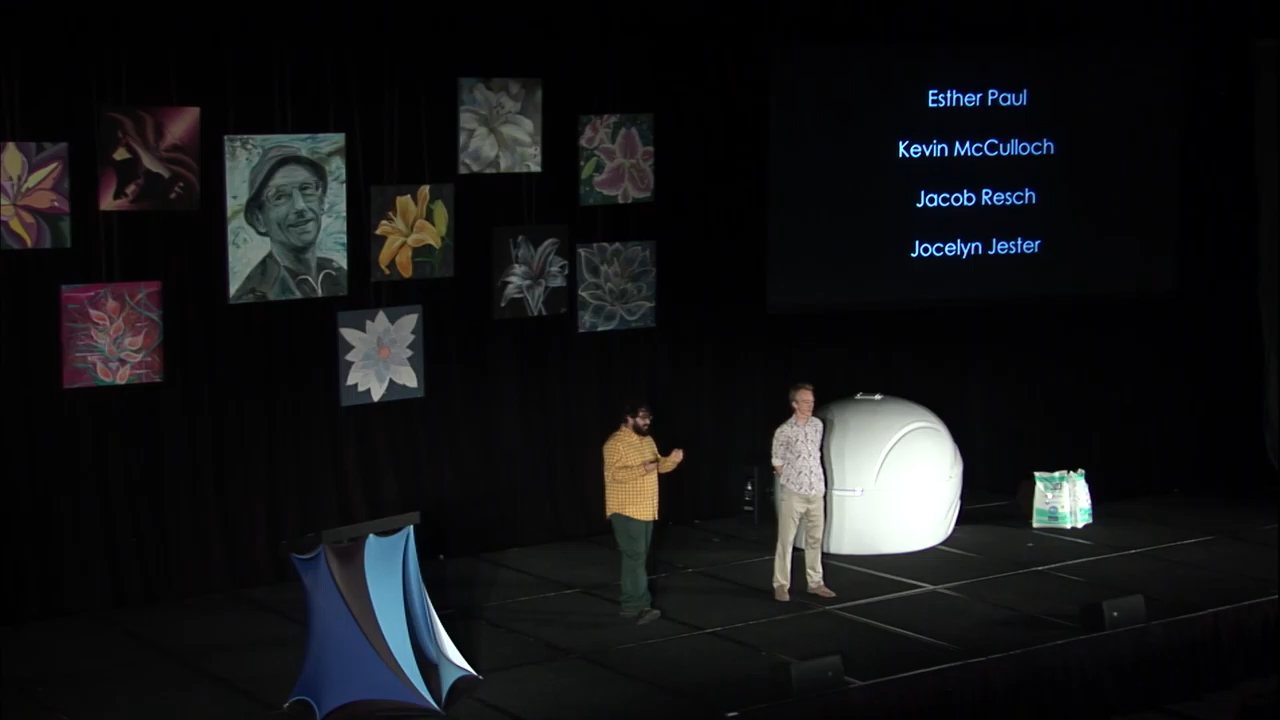 Esther Paul
Kevin McCulloch
Jacob Resch
Jocelyn Jester